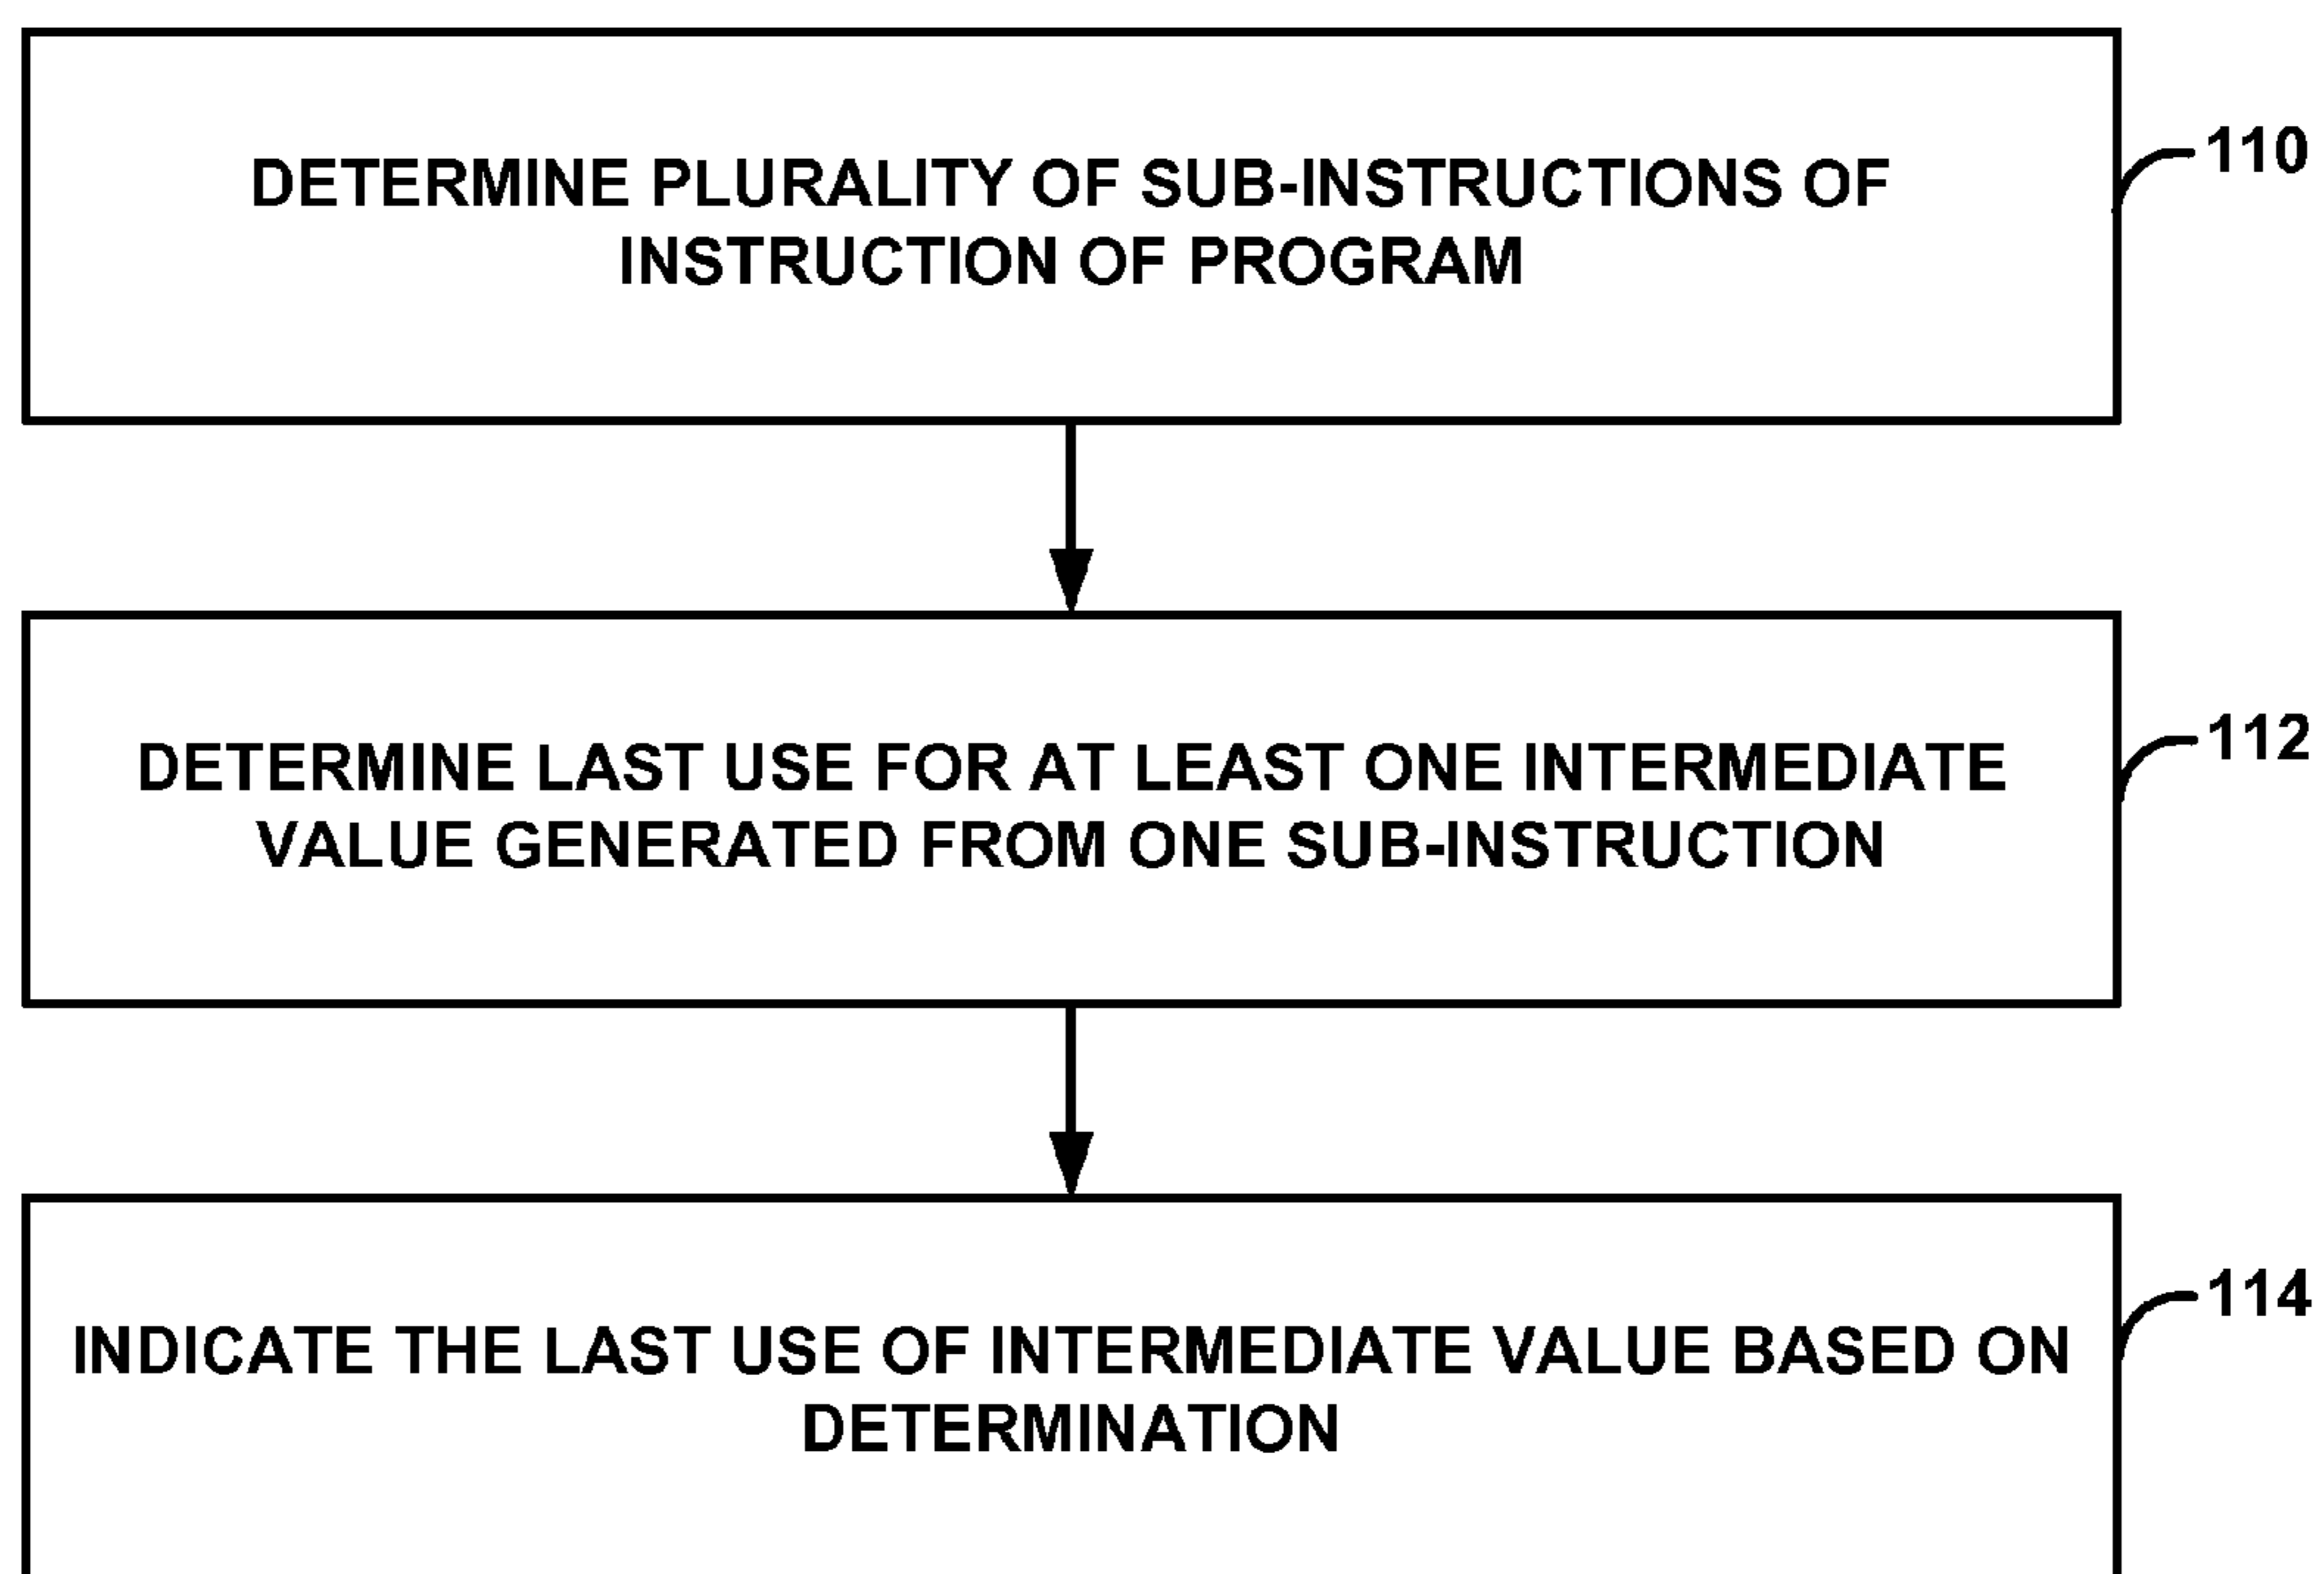 DETERMINE PLURALITY OF SUB-INSTRUCTIONS OF
INSTRUCTION OF PROGRAM
110
DETERMINE LAST USE FOR AT LEAST ONE INTERMEDIATE
VALUE GENERATED FROM ONE SUB-INSTRUCTION
112
INDICATE THE LAST USE OF INTERMEDIATE VALUE BASED ON
DETERMINATION
114